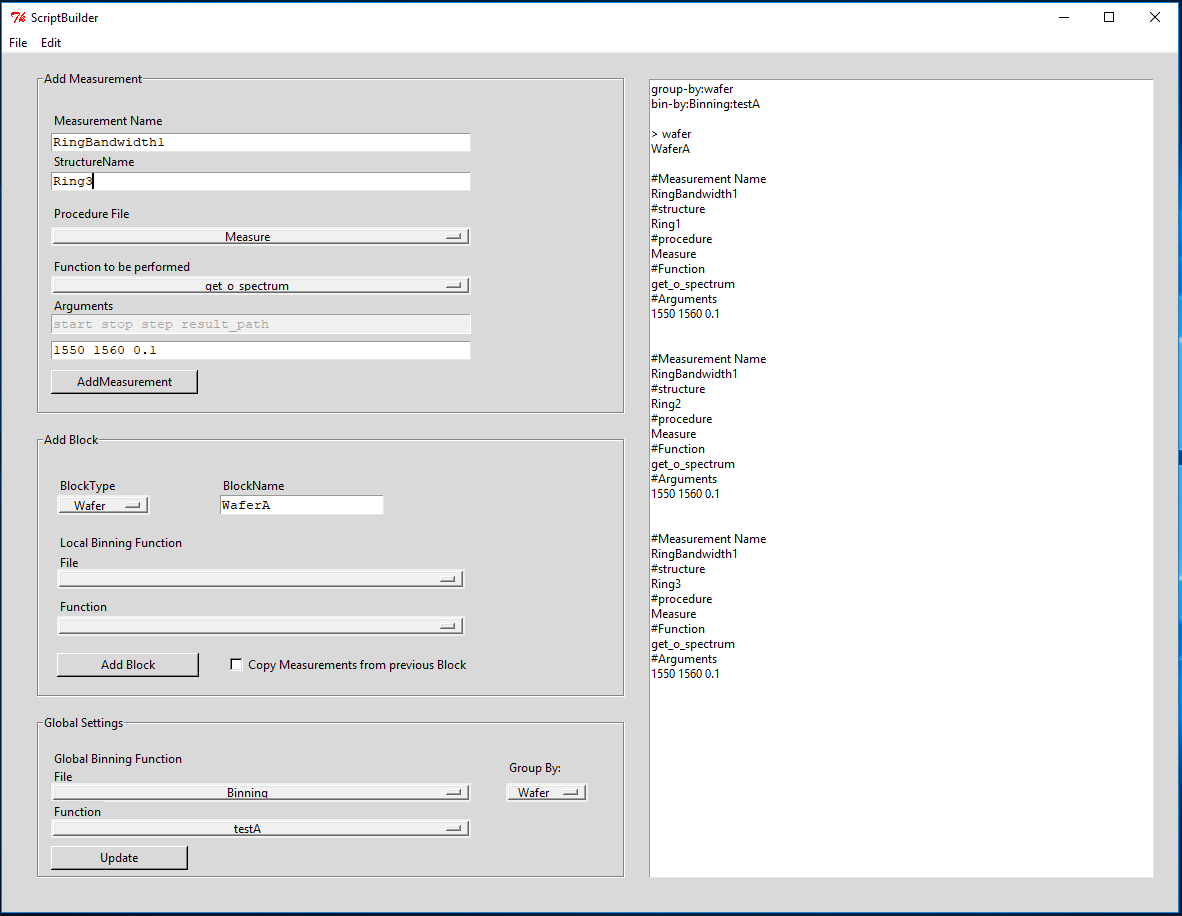 ScriptBuilder
File Edit
Add Measurement
Measurement Name
RingBandwidth1
StructureName
Ring3
Procedure File
Measure
Function to be performed
get_o_spectrum
Arguments
start stop step result_path
1550 1560 0.1
AddMeasurement
Add Block
BlockType BlockName
Wafer WaferA
Local Binning Function
File
Function
Add Block Copy Measurements from previous Block
Global Settings
Global Binning Function
File
Binning
Function
testA
Group By:
Wafer
Update
group-by:wafer
bin-by:Binning:testA
> wafer
WaferA
#Measurement Name
RingBandwidth1
#structure
Ring1
#procedure
Measure
#Function
get_o_spectrum
#Arguments
1550 1560 0.1
#Measurement Name
RingBandwidth1
#structure
Ring2
#procedure
Measure
#Function
get_o_spectrum
#Arguments
1550 1560 0.1
#Measurement Name
RingBandwidth1
#structure
Ring3
#procedure
Measure
#Function
get_o_spectrum
#Arguments
1550 1560 0.1